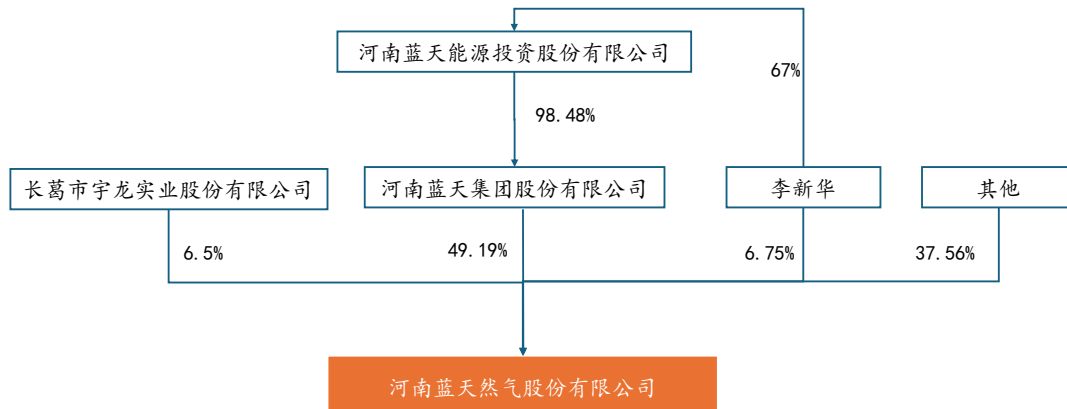 河南蓝天能源投资股份有限公司
67%
98.48%
长葛市宇龙实业股份有限公司
河南蓝天集团股份有限公司
李新华
其他
6.5%
49.19%
6.75%
37.56%
河南蓝天然气股份有限公司